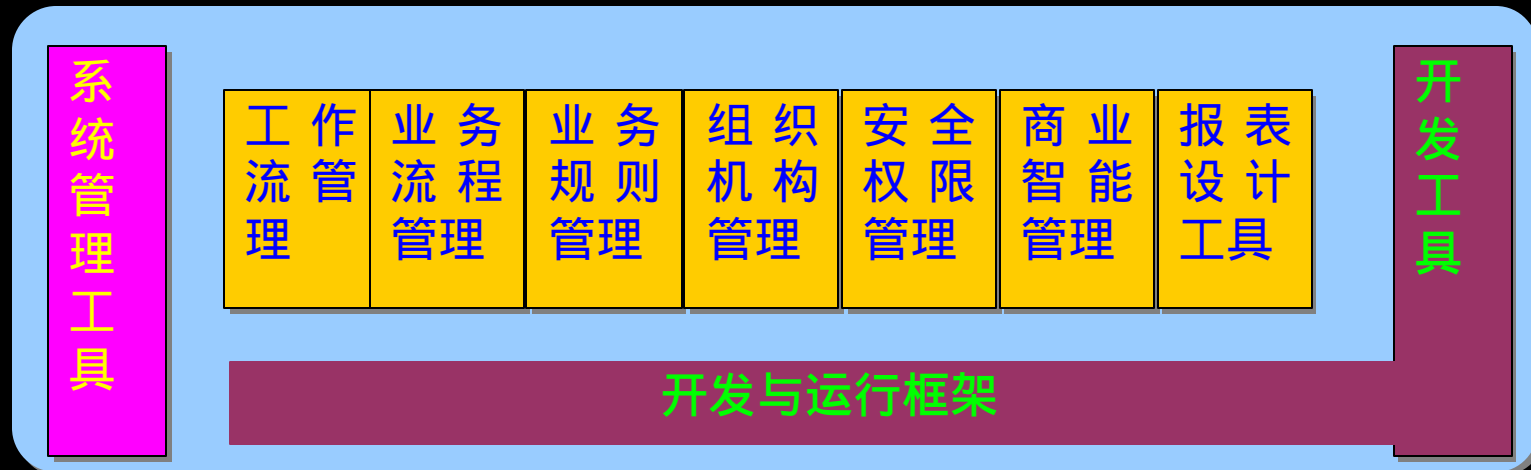 系
统
管
理
工
具
工 作
流 管
理
业 务
流 程
管理
业 务
规 则
管理
组 织
机 构
管理
安 全
权 限
管理
商 业
智 能
管理
报 表
设 计
工具
开
发
工
具
开发与运行框架